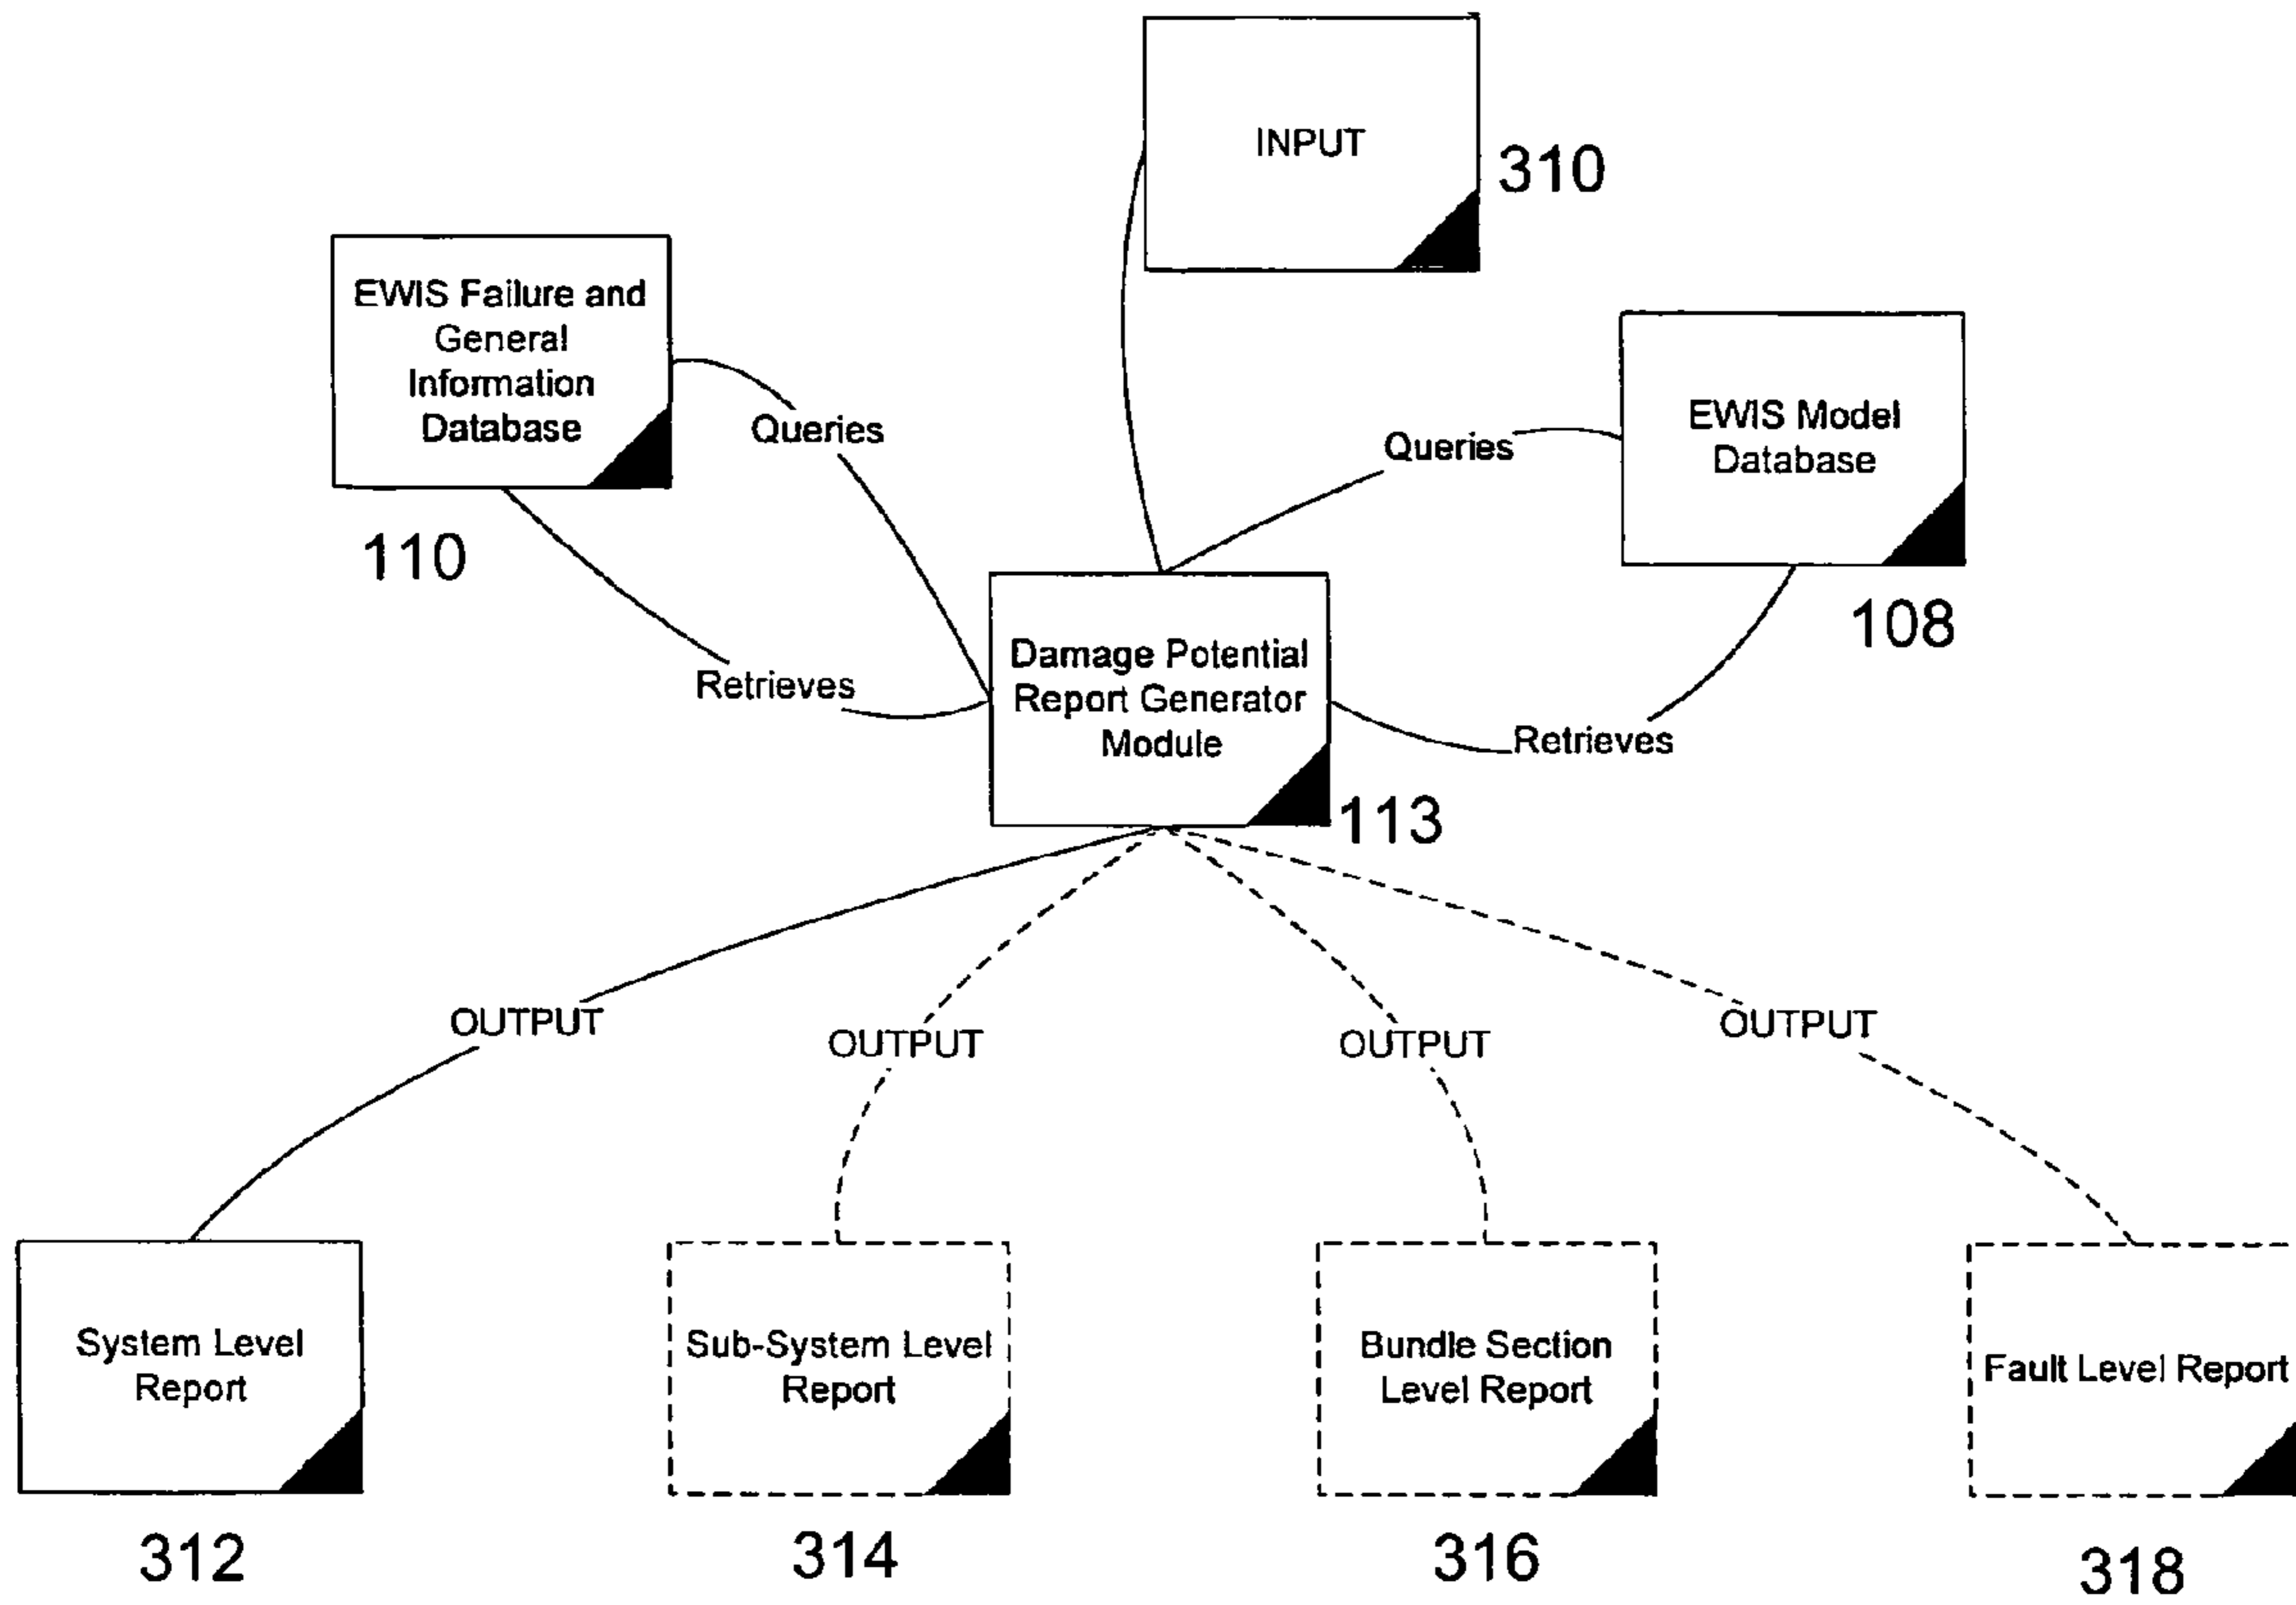 INPUT
310
EWIS Failure and
General
Information
Database
110
Queries
Retrieves
EWIS Model
Database
108
Queries
Retrieves
Damage Potential
Report Generator
Module
113
OUTPUT
OUTPUT
OUTPUT
OUTPUT
System Level
Report
312
Sub-System Level
Report
314
Bundle Section
Level Report
316
Fault Level Report
318